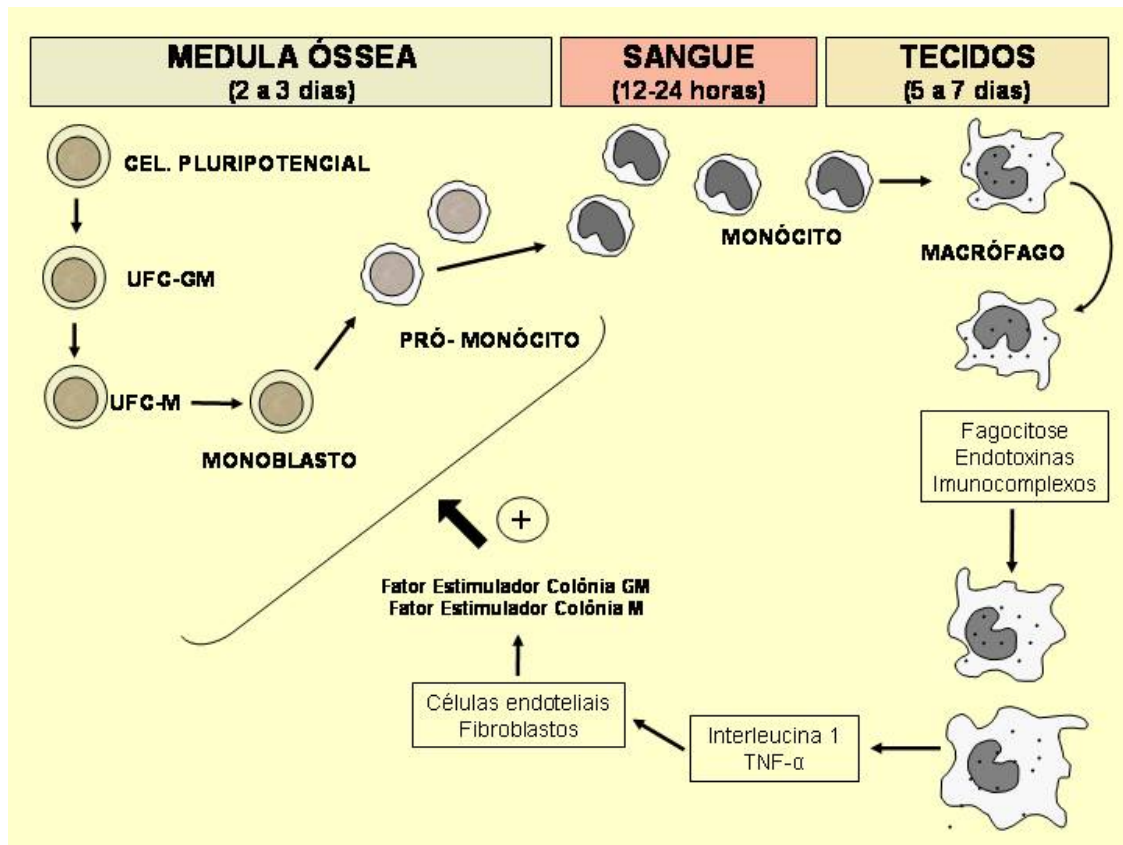 MEDULA ÓSSEA
(2 a 3 dias)
SANGUE
(12-24 horas)
TECIDOS
(5 a 7 dias)
CEL. PLURIPOTENCIAL
UFC-GM
UFC-M
MONOBLASTO
PRÓ- MONÓCITO
MONÓCITO
MACRÓFAGO
Fagocitose
Endotoxinas
Imunocomplexos
Interleucina 1
TNF-α
Células endoteliais
Fibroblastos
Fator Estimulador Colônia GM
Fator Estimulador Colônia M
+